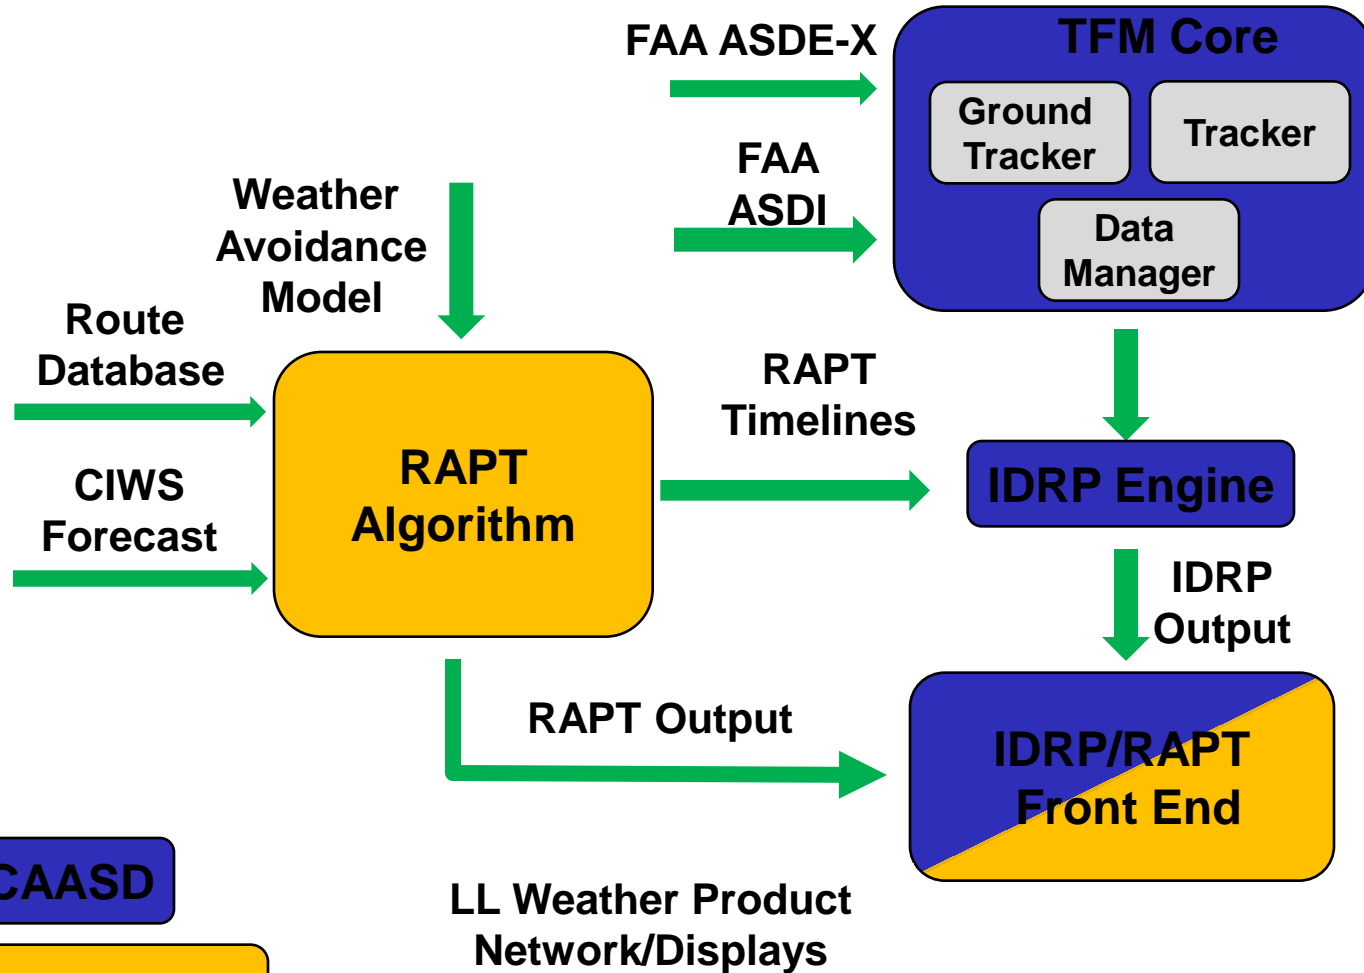 FAA ASDE-X
TFM Core
Ground
Tracker
Tracker
FAA
ASDI
Data
Manager
Weather
Avoidance
Model
Route
Database
RAPT
Timelines
CIWS
Forecast
RAPT
Algorithm
IDRP Engine
IDRP
Output
RAPT Output
IDRP/RAPT
Front End
CAASD
LL Weather Product
Network/Displays